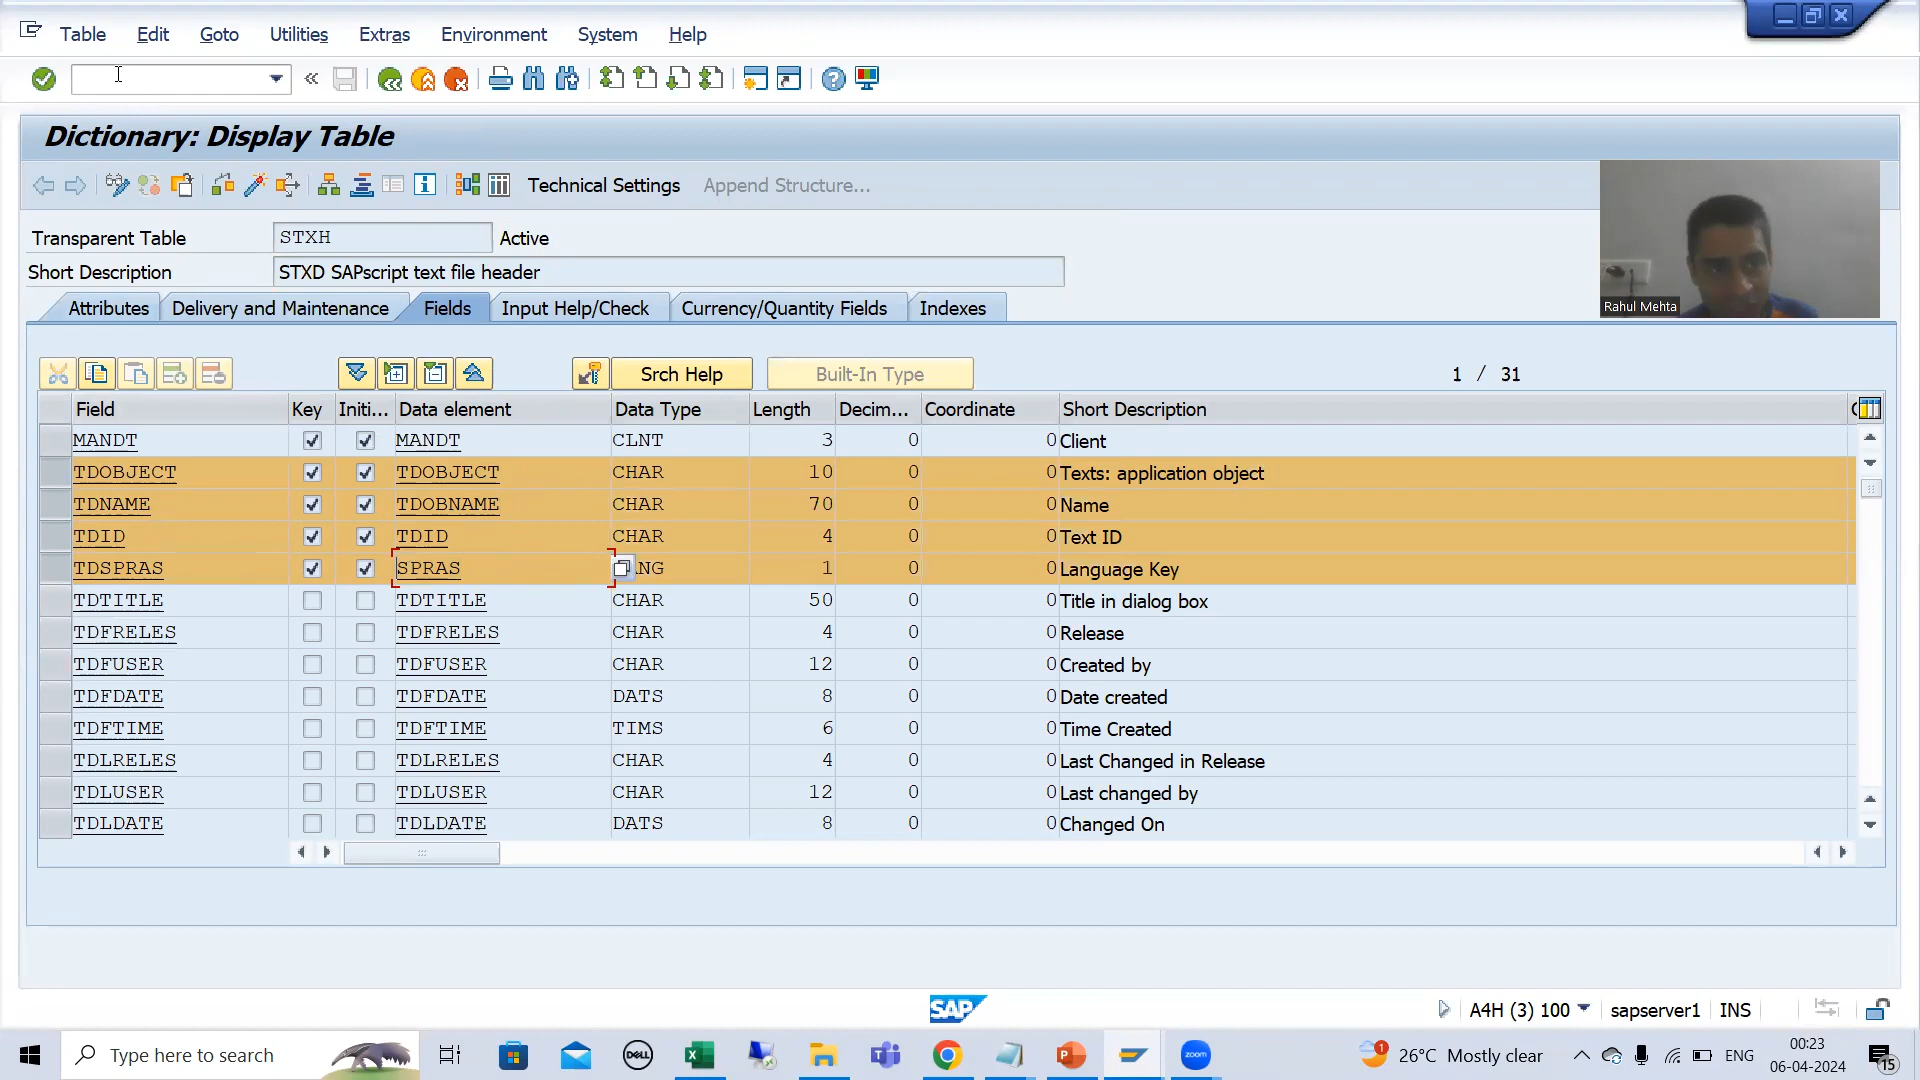 Table Edit Goto Utilities Extras Environment System Help
Dictionary: Display Table
Technical Settings Append Structure...
Transparent Table STXH Active
Short Description STXD SAPscript text file header
Rahul Mehta
Attributes Delivery and Maintenance Fields Input Help/Check Currency/Quantity Fields Indexes
Srch Help Built-In Type 1 / 31
Field Key Initi... Data element Data Type Length Decim... Coordinate Short Description
MANDT MANDT CLNT 3 0 0 Client
TDOBJECT TDOBJECT CHAR 10 0 0 Texts: application object
TDNAME TDOBNAME CHAR 70 0 0 Name
TDID TDID CHAR 4 0 0 Text ID
TDSPRAS SPRAS ANG 1 0 0 Language Key
TDTITLE TDTITLE CHAR 50 0 0 Title in dialog box
TDFRELES TDFRELES CHAR 4 0 0 Release
TDFUSER TDFUSER CHAR 12 0 0 Created by
TDFDATE TDFDATE DATS 8 0 0 Date created
TDFTIME TDFTIME TIMS 6 0 0 Time Created
TDLRELES TDLRELES CHAR 4 0 0 Last Changed in Release
TDLUSER TDLUSER CHAR 12 0 0 Last changed by
TDLDATE TDLDATE DATS 8 0 0 Changed On
SAP A4H (3) 100 sapserver1 INS
Type here to search DELL zoom 1 26°C Mostly clear ENG 00:23
06-04-2024 15